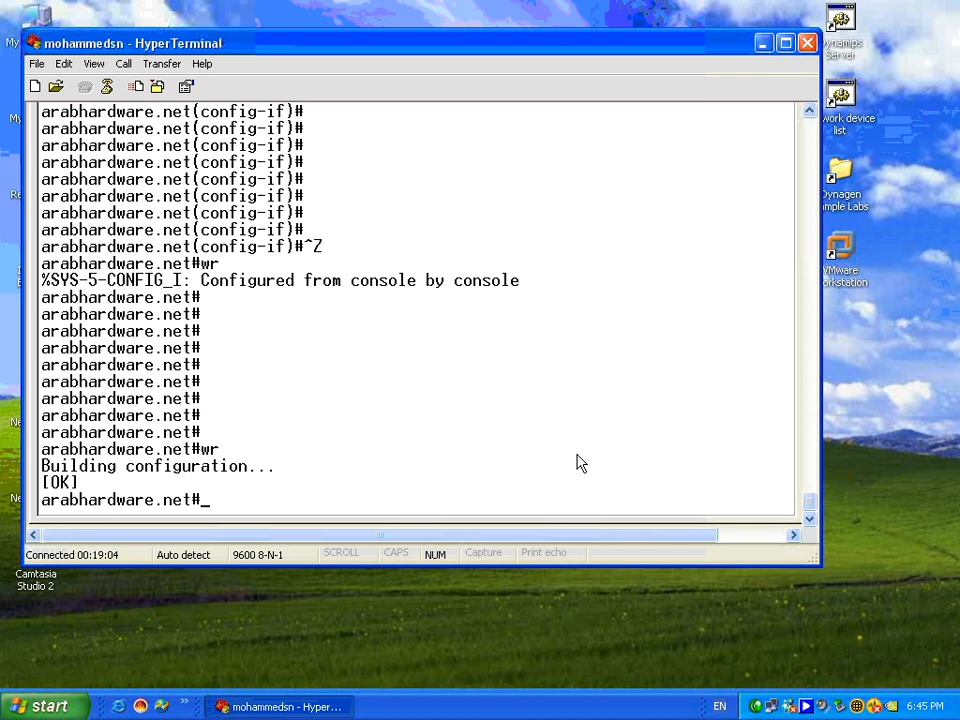 mohammedsn - HyperTerminal
File Edit View Call Transfer Help
arabhardware.net(config-if)#
arabhardware.net(config-if)#
arabhardware.net(config-if)#
arabhardware.net(config-if)#
arabhardware.net(config-if)#
arabhardware.net(config-if)#
arabhardware.net(config-if)#
arabhardware.net(config-if)#
arabhardware.net(config-if)#^Z
arabhardware.net#wr
%SYS-5-CONFIG_I: Configured from console by console
arabhardware.net#
arabhardware.net#
arabhardware.net#
arabhardware.net#
arabhardware.net#
arabhardware.net#
arabhardware.net#
arabhardware.net#
arabhardware.net#
arabhardware.net#wr
Building configuration...
[OK]
arabhardware.net#_
Connected 00:19:04 Auto detect 9600 8-N-1 SCROLL CAPS NUM Capture Print echo
My
My
Re
Ne
Ne
Camtasia
Studio 2
ynamips
Server
work device
list
Dynagen
mple Labs
VMware
orkstation
start
mohammedsn - Hyper...
EN
6:45 PM